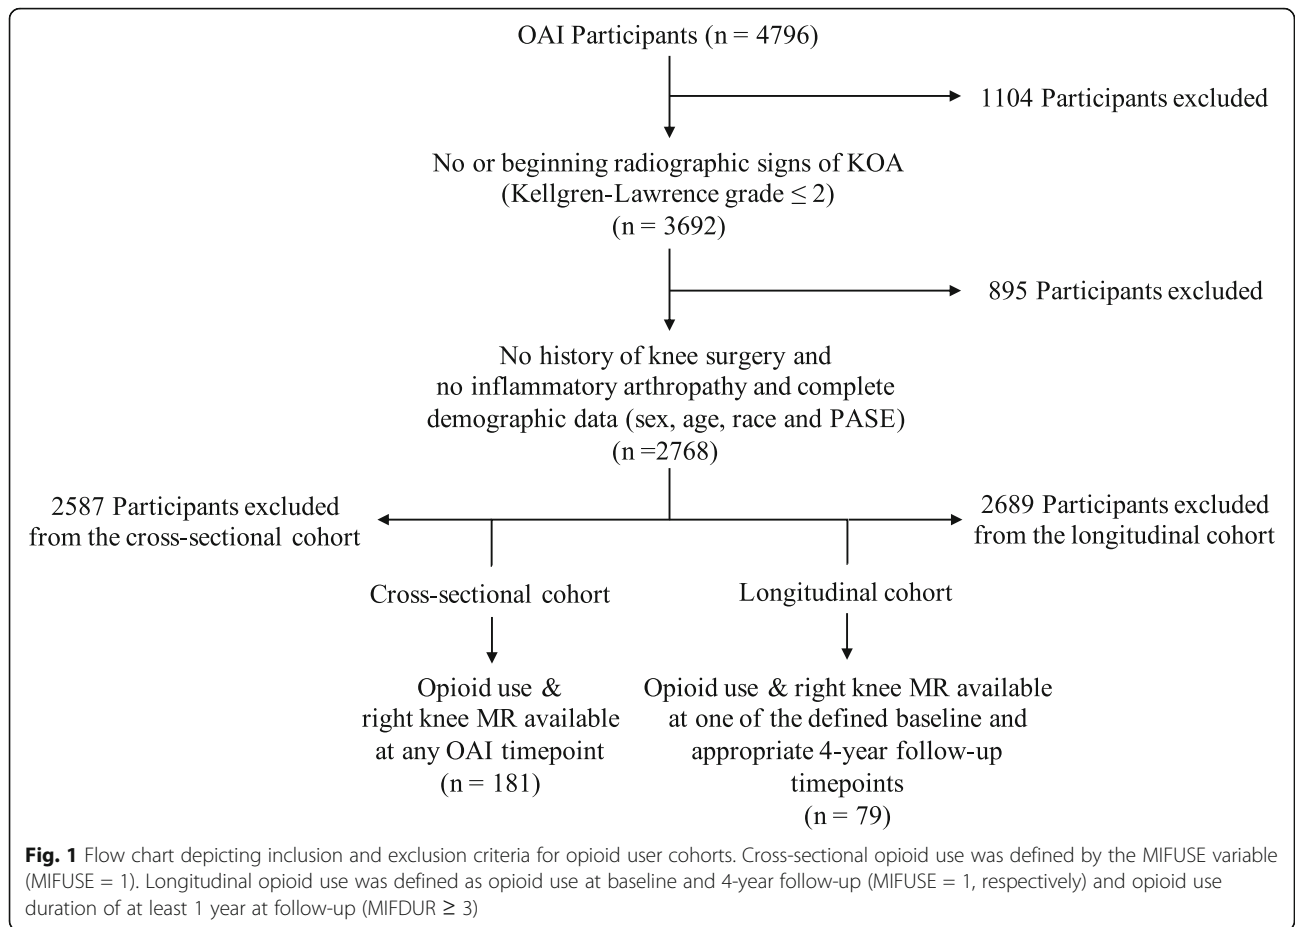 OAI Participants (n = 4796)
1104 Participants excluded
No or beginning radiographic signs of KOA
(Kellgren-Lawrence grade ≤ 2)
(n = 3692)
895 Participants excluded
No history of knee surgery and
no inflammatory arthropathy and complete
demographic data (sex, age, race and PASE)
(n =2768)
2587 Participants excluded
from the cross-sectional cohort
2689 Participants excluded
from the longitudinal cohort
Cross-sectional cohort
Longitudinal cohort
Opioid use &
right knee MR available
at any OAI timepoint
(n = 181)
Opioid use & right knee MR available
at one of the defined baseline and
appropriate 4-year follow-up
timepoints
(n = 79)
Fig. 1 Flow chart depicting inclusion and exclusion criteria for opioid user cohorts. Cross-sectional opioid use was defined by the MIFUSE variable
(MIFUSE = 1). Longitudinal opioid use was defined as opioid use at baseline and 4-year follow-up (MIFUSE = 1, respectively) and opioid use
duration of at least 1 year at follow-up (MIFDUR ≥ 3)